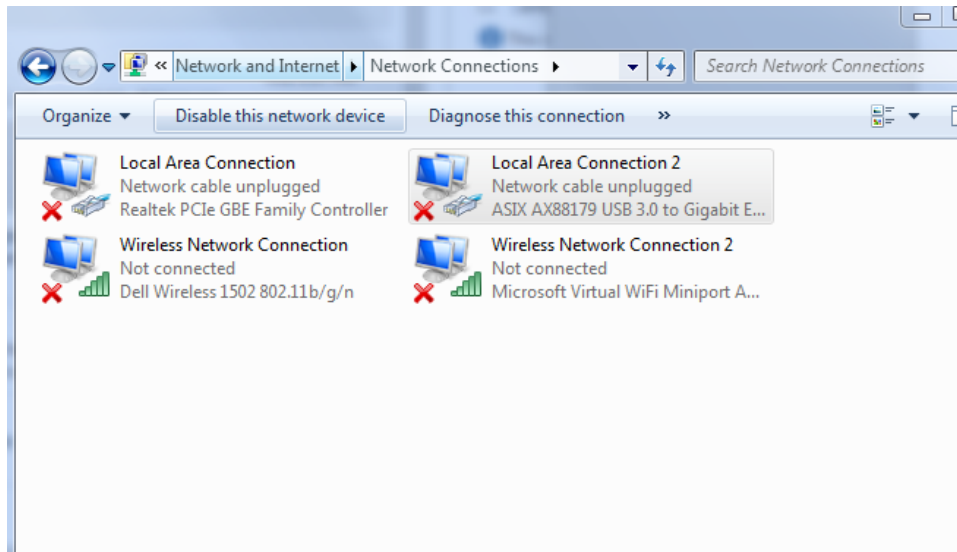 « Network and Internet Network Connections Search Network Connections
Organize Disable this network device Diagnose this connection »
Local Area Connection
Network cable unplugged
Realtek PCIe GBE Family Controller
Local Area Connection 2
Network cable unplugged
ASIX AX88179 USB 3.0 to Gigabit E...
Wireless Network Connection
Not connected
Dell Wireless 1502 802.11b/g/n
Wireless Network Connection 2
Not connected
Microsoft Virtual WiFi Miniport A...